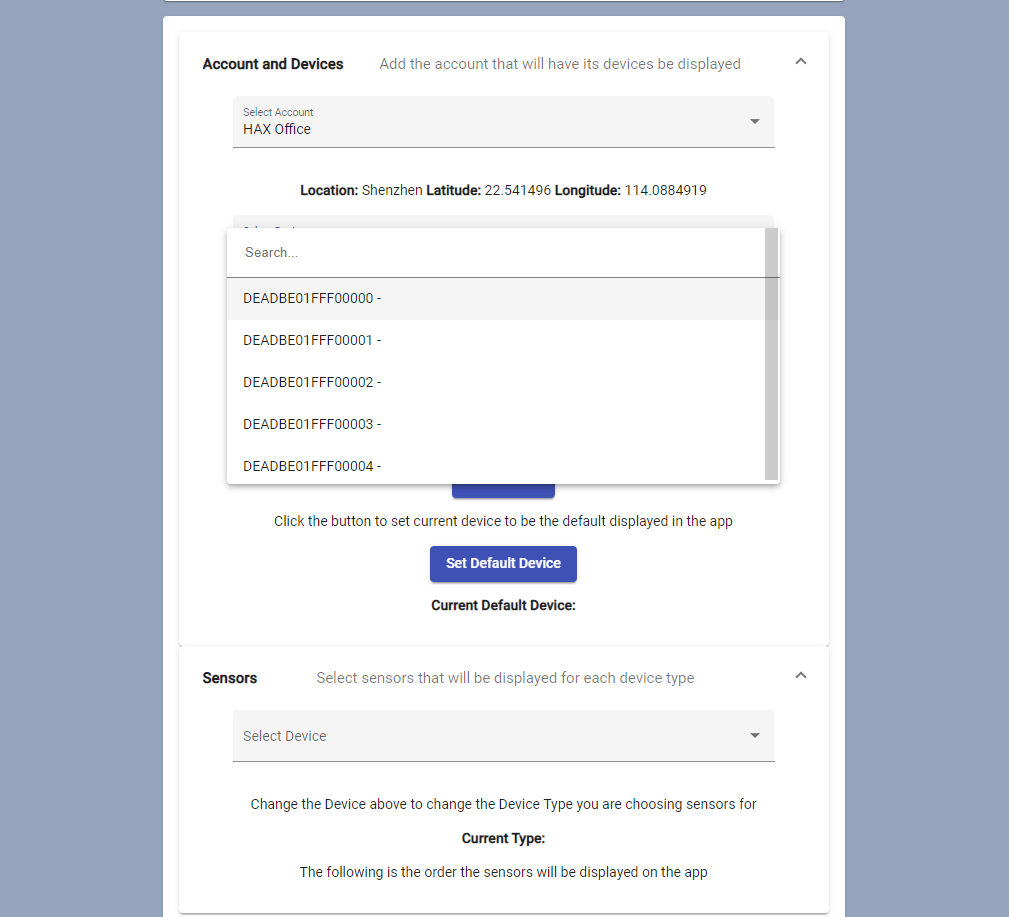 Account and Devices Add the account that will have its devices be displayed
Select Account
HAX Office
Location: Shenzhen Latitude: 22.541496 Longitude: 114.0884919
Search...
DEADBE01FFF00000 -
DEADBE01FFF00001 -
DEADBE01FFF00002 -
DEADBE01FFF00003 -
DEADBE01FFF00004 -
Click the button to set current device to be the default displayed in the app
Set Default Device
Current Default Device:
Sensors Select sensors that will be displayed for each device type
Select Device
Change the Device above to change the Device Type you are choosing sensors for
Current Type:
The following is the order the sensors will be displayed on the app